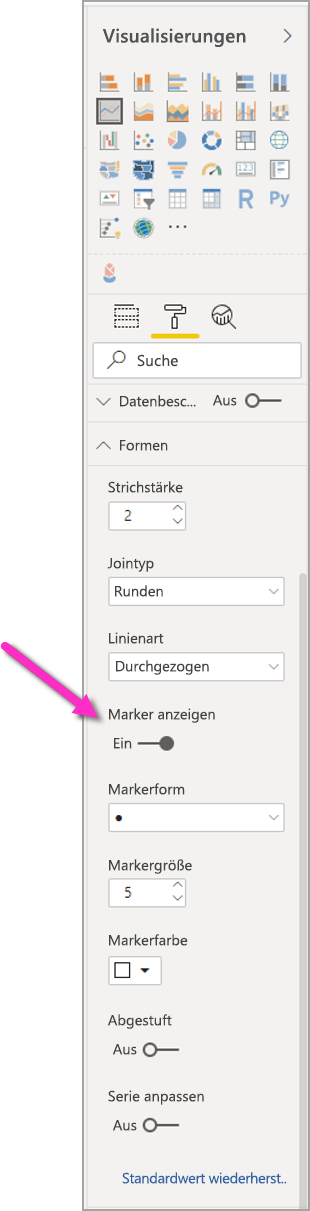 Visualisierungen
123
R Py
Suche
Datenbesc... Aus
Formen
Strichstärke
2
Jointyp
Runden
Linienart
Durchgezogen
Marker anzeigen
Ein
Markerform
Markergröße
5
Markerfarbe
Abgestuft
Aus
Serie anpassen
Aus
Standardwert wiederherst..